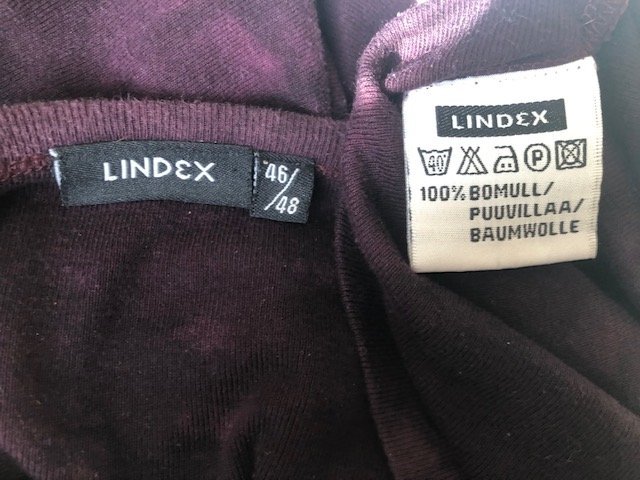 LINDEX
46/
/48
LINDEX
40°
P
100% BOMULL/
PUUVILLAA/
BAUMWOLLE